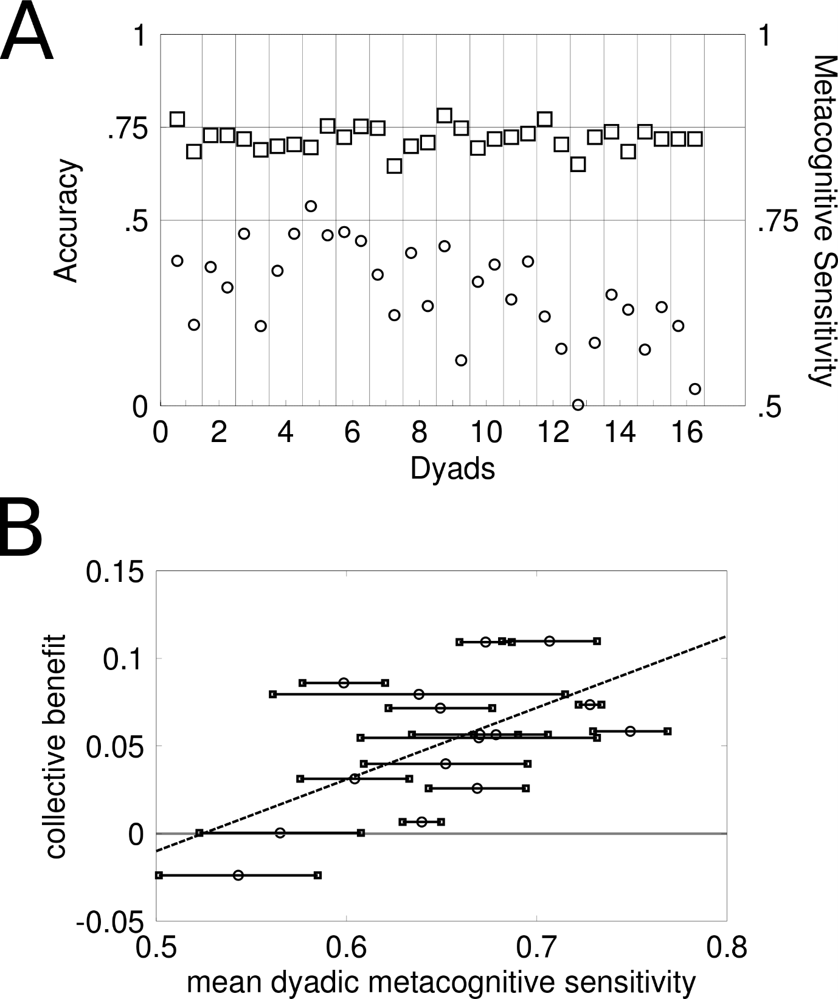 A
1
1
.75
.5
.75
0
.5
Accuracy
Metacognitive Sensitivity
0 2 4 6 8 10 12 14 16
Dyads
B
0.15
0.1
0.05
0
-0.05
collective benefit
0.5 0.6 0.7 0.8
mean dyadic metacognitive sensitivity